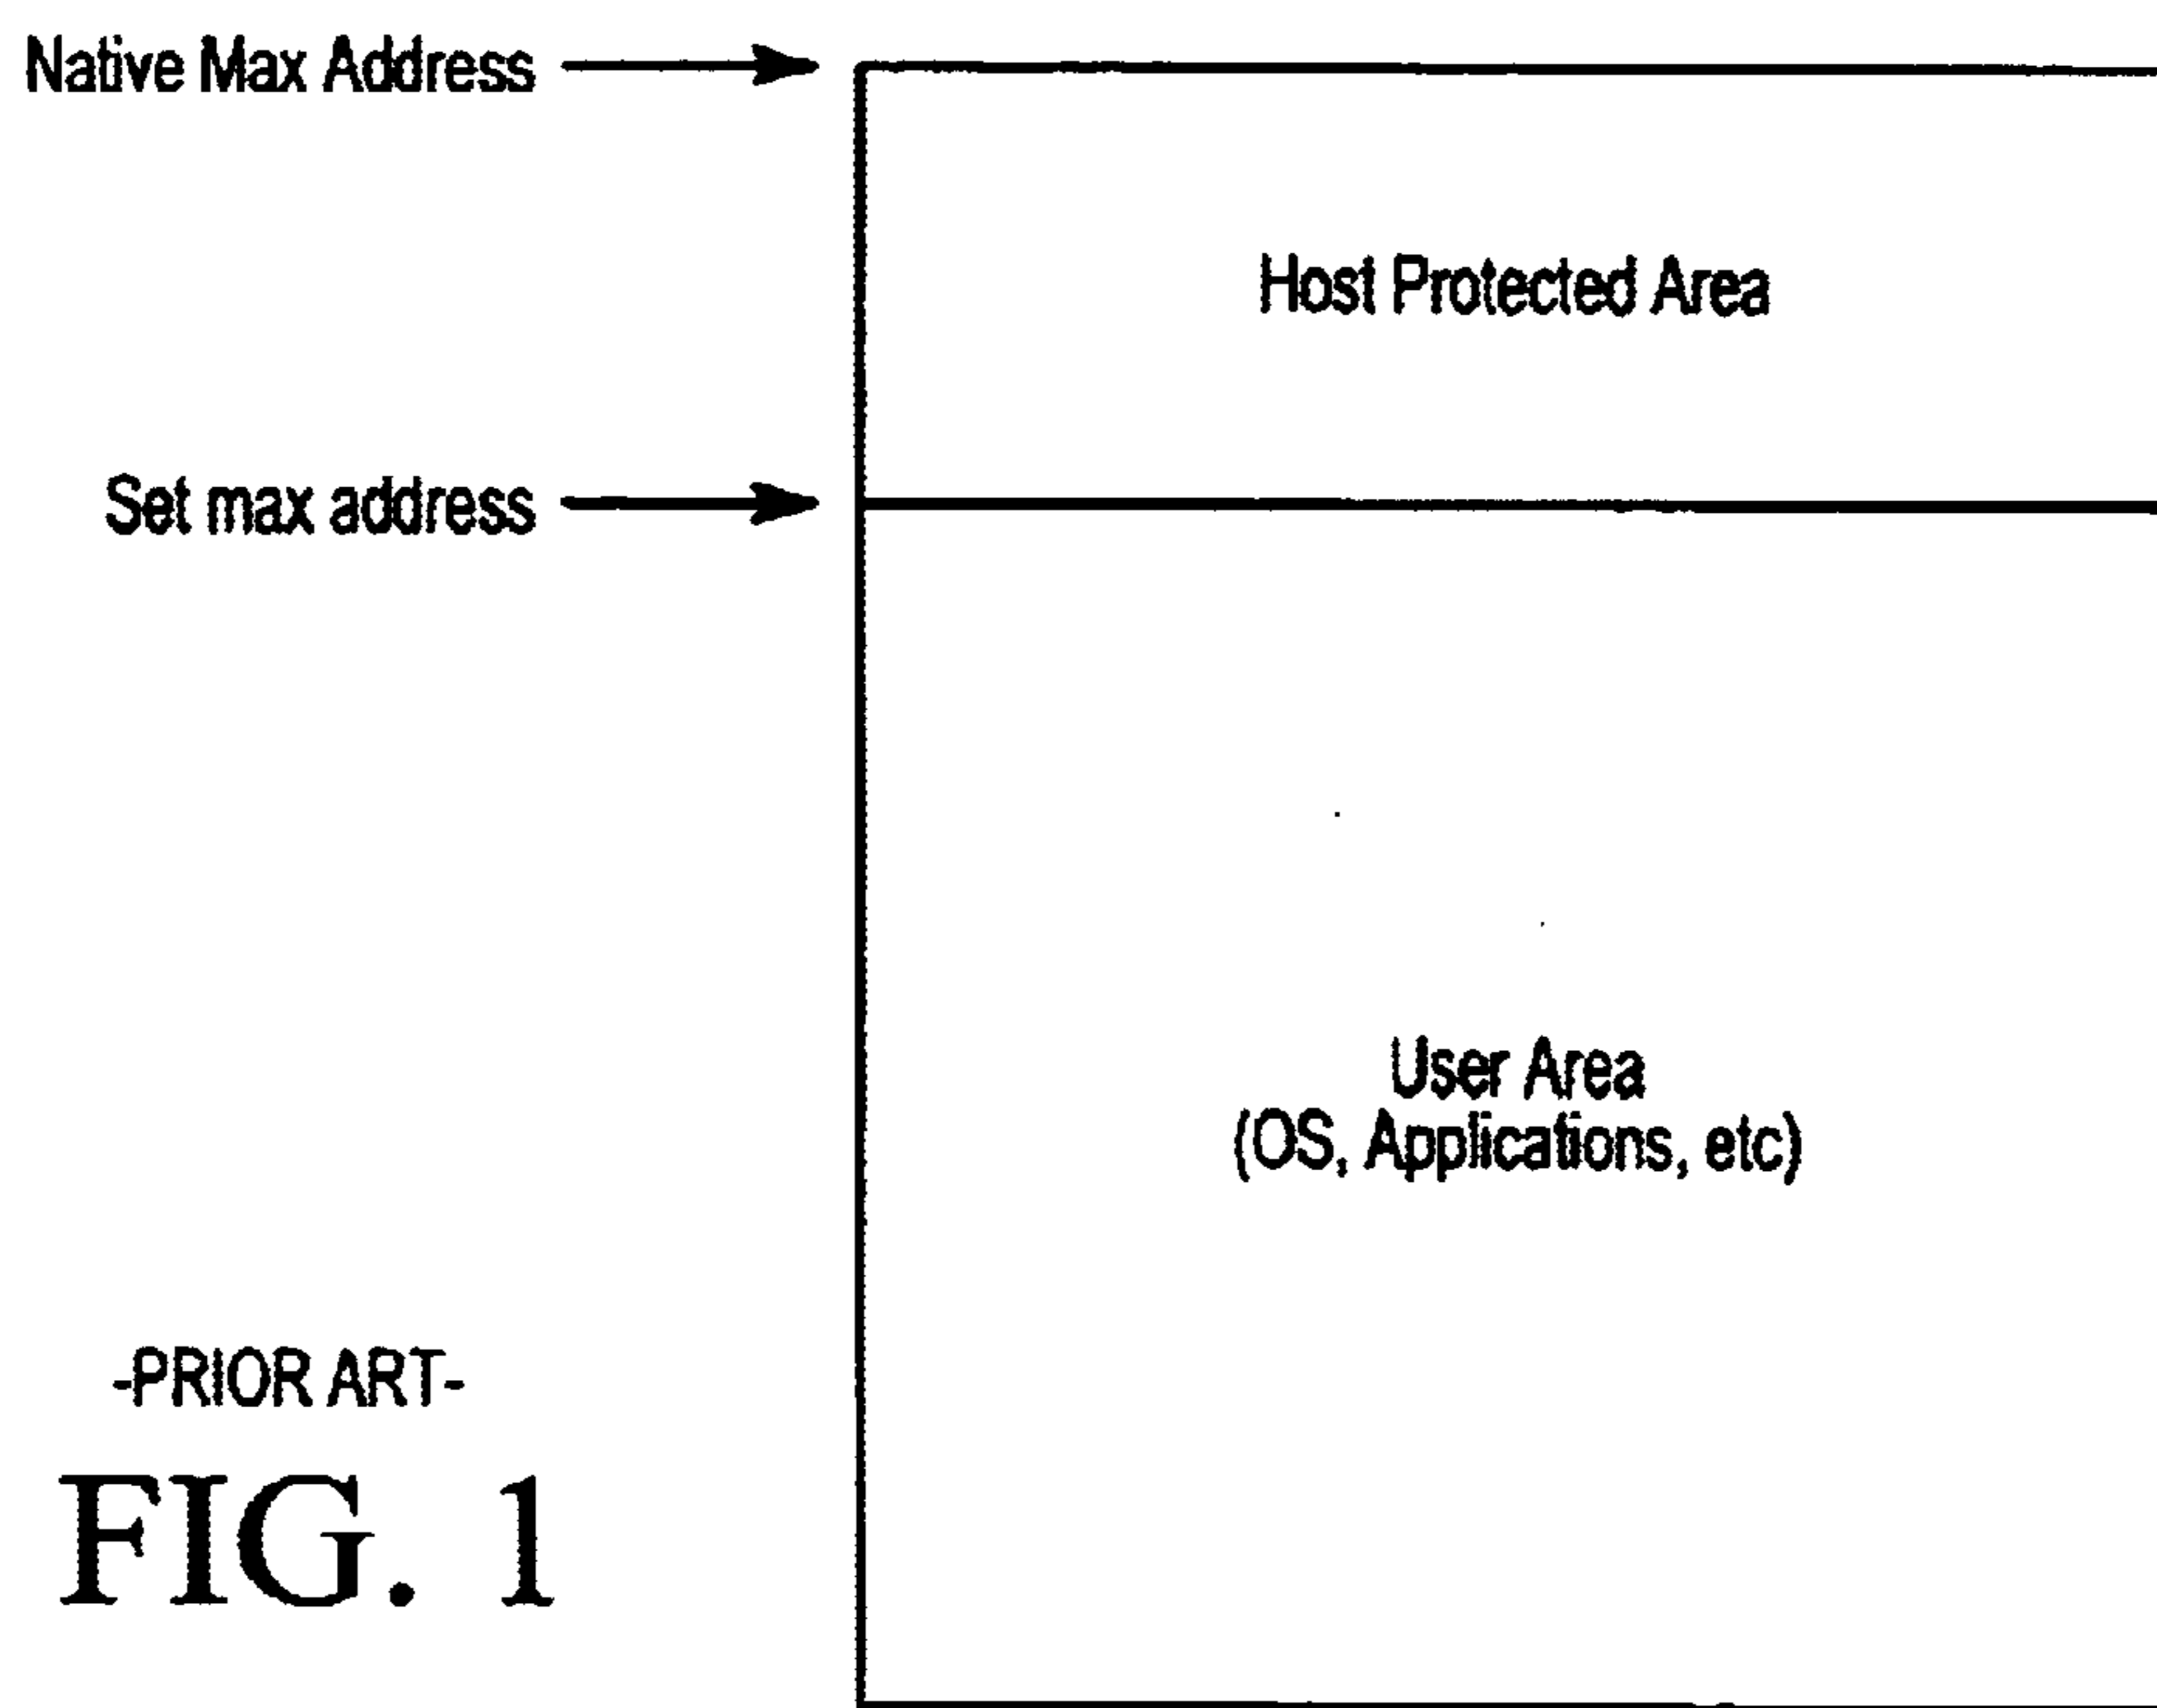 Native Max Address
Host Protected Area
Set max address
User Area
(OS, Applications, etc)
-PRIOR ART-
FIG. 1